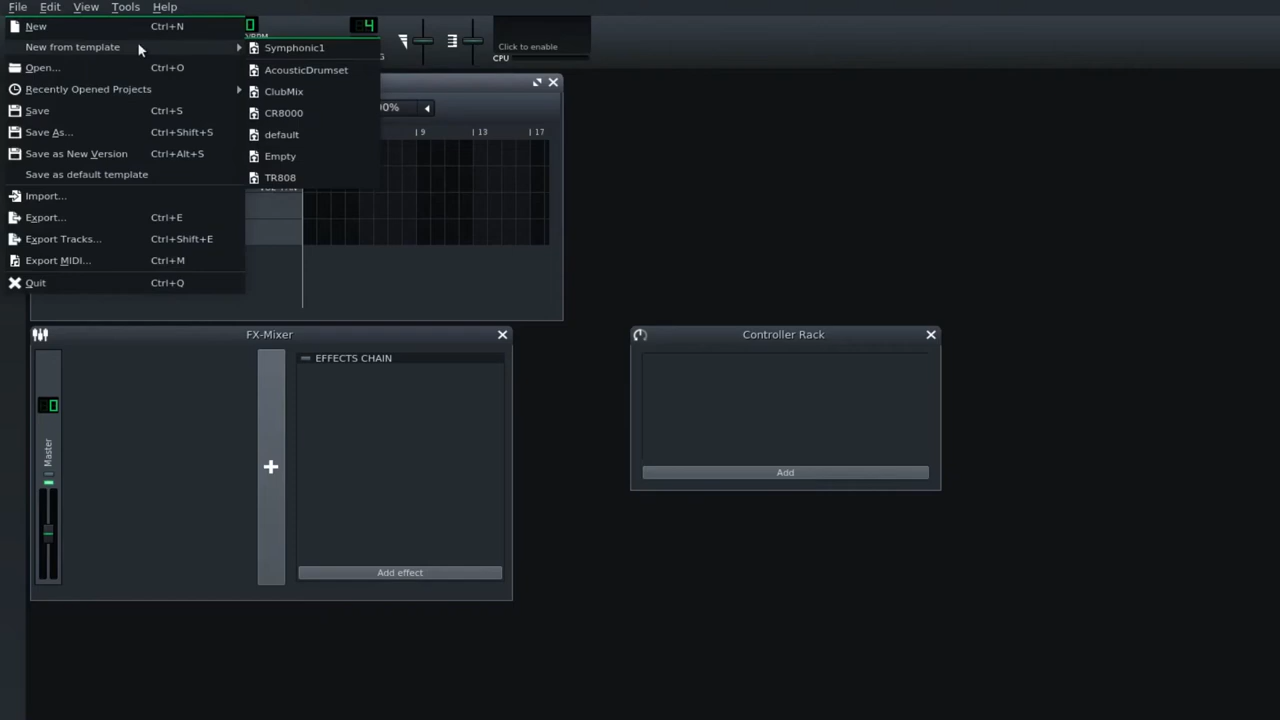 File Edit View Tools Help
New Ctrl+N
New from template
Open... Ctrl+O
Recently Opened Projects
Save Ctrl+S
Save As... Ctrl+Shift+S
Save as New Version Ctrl+Alt+S
Save as default template
Import...
Export... Ctrl+E
Export Tracks... Ctrl+Shift+E
Export MIDI... Ctrl+M
Quit Ctrl+Q
Symphonic1
AcousticDrumset
ClubMix
CR8000
default
Empty
TR808
0
4
Click to enable
CPU
9 13 17
FX-Mixer
0
Master
EFFECTS CHAIN
Add effect
Controller Rack
Add